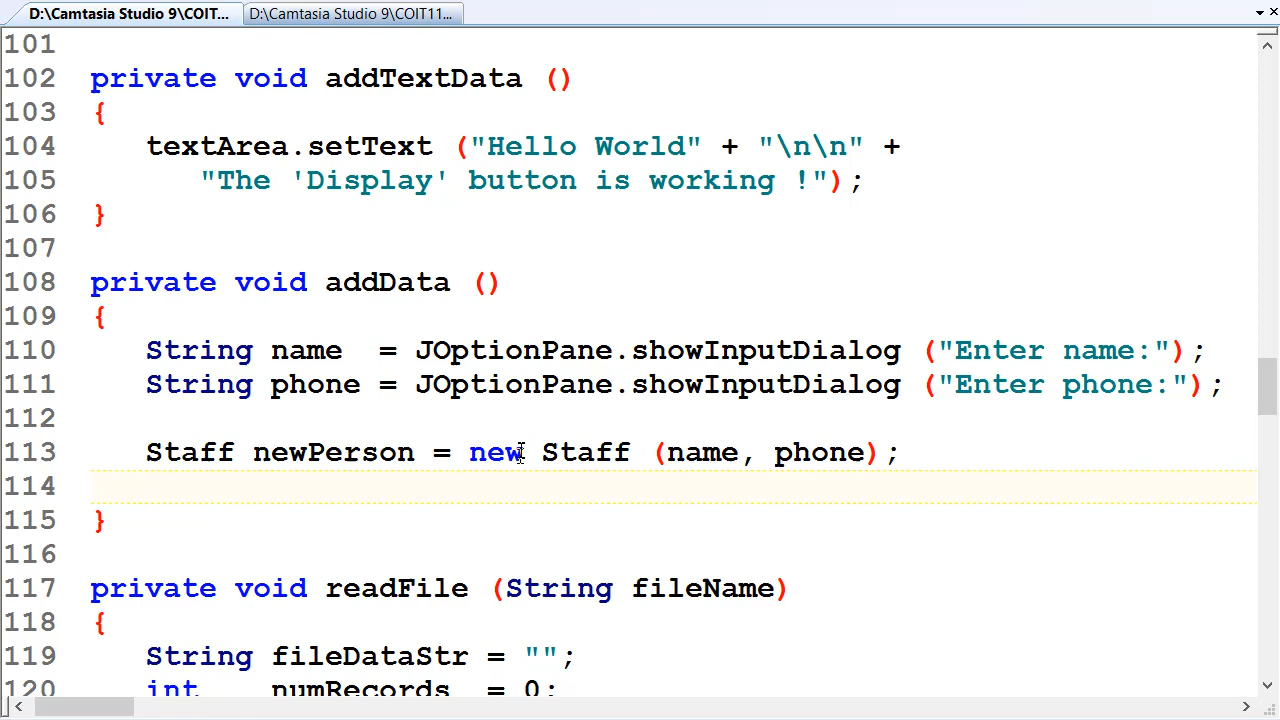 D:\Camtasia Studio 9\COIT... D:\Camtasia Studio 9\COIT11...
101
102 private void addTextData ()
103 {
104 textArea.setText ("Hello World" + "\n\n" +
105 "The 'Display' button is working !");
106 }
107
108 private void addData ()
109 {
110 String name = JOptionPane.showInputDialog ("Enter name:");
111 String phone = JOptionPane.showInputDialog ("Enter phone:");
112
113 Staff newPerson = new Staff (name, phone);
114
115 }
116
117 private void readFile (String fileName)
118 {
119 String fileDataStr = "";
120 int numRecords = 0;